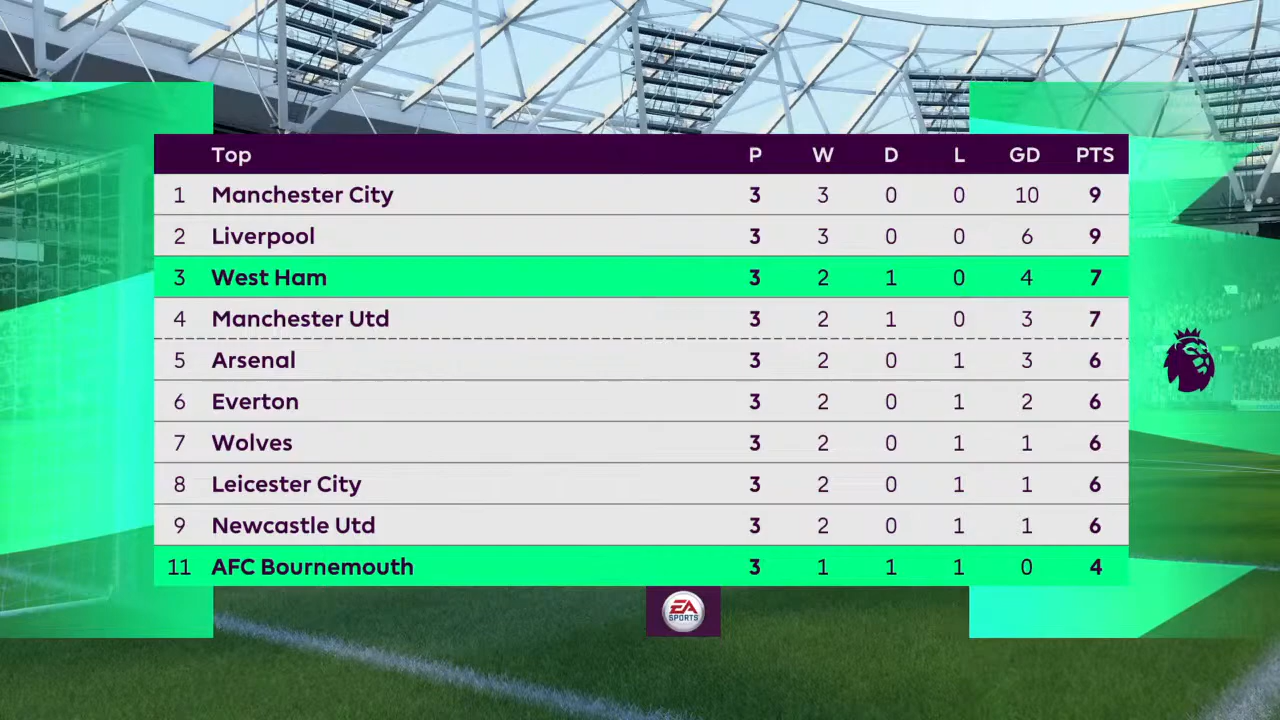 Top P W D L GD PTS
1 Manchester City 3 3 0 0 10 9
2 Liverpool 3 3 0 0 6 9
3 West Ham 3 2 1 0 4 7
4 Manchester Utd 3 2 1 0 3 7
5 Arsenal 3 2 0 1 3 6
6 Everton 3 2 0 1 2 6
7 Wolves 3 2 0 1 1 6
8 Leicester City 3 2 0 1 1 6
9 Newcastle Utd 3 2 0 1 1 6
11 AFC Bournemouth 3 1 1 1 0 4
EA
SPORTS